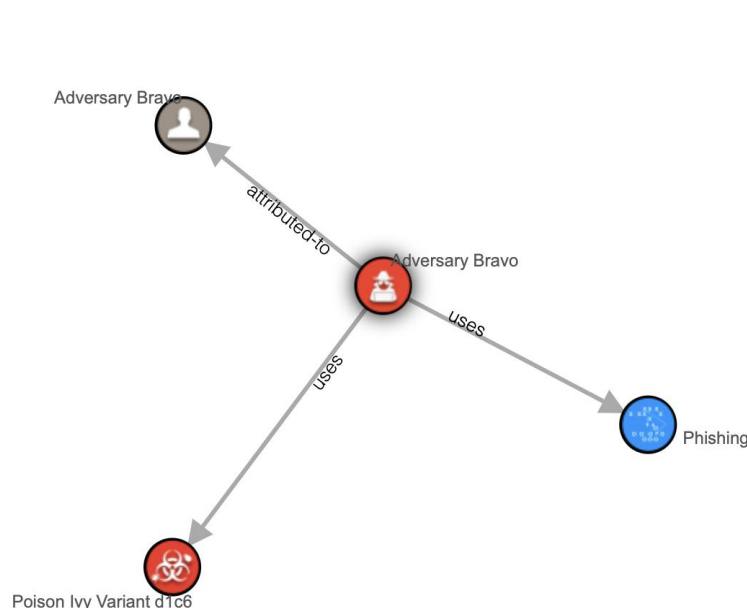 Adversary Bravo
attributed-to
Adversary Bravo
uses
uses
Phishing
Poison Ivy Variant d1c6